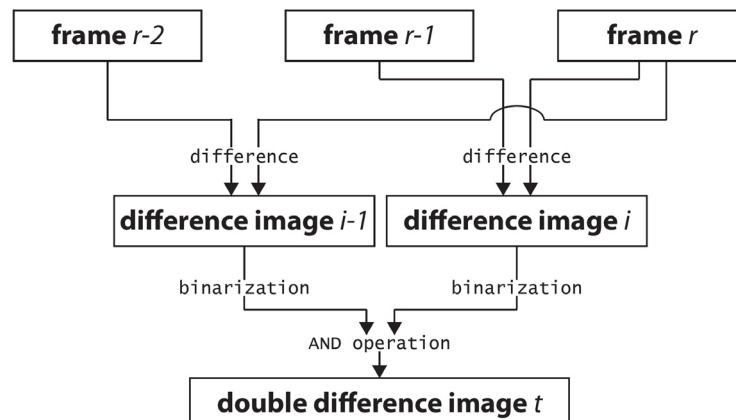 frame r-2
frame r-1
frame r
difference
difference
difference image i-1
difference image i
binarization
binarization
AND operation
double difference image t